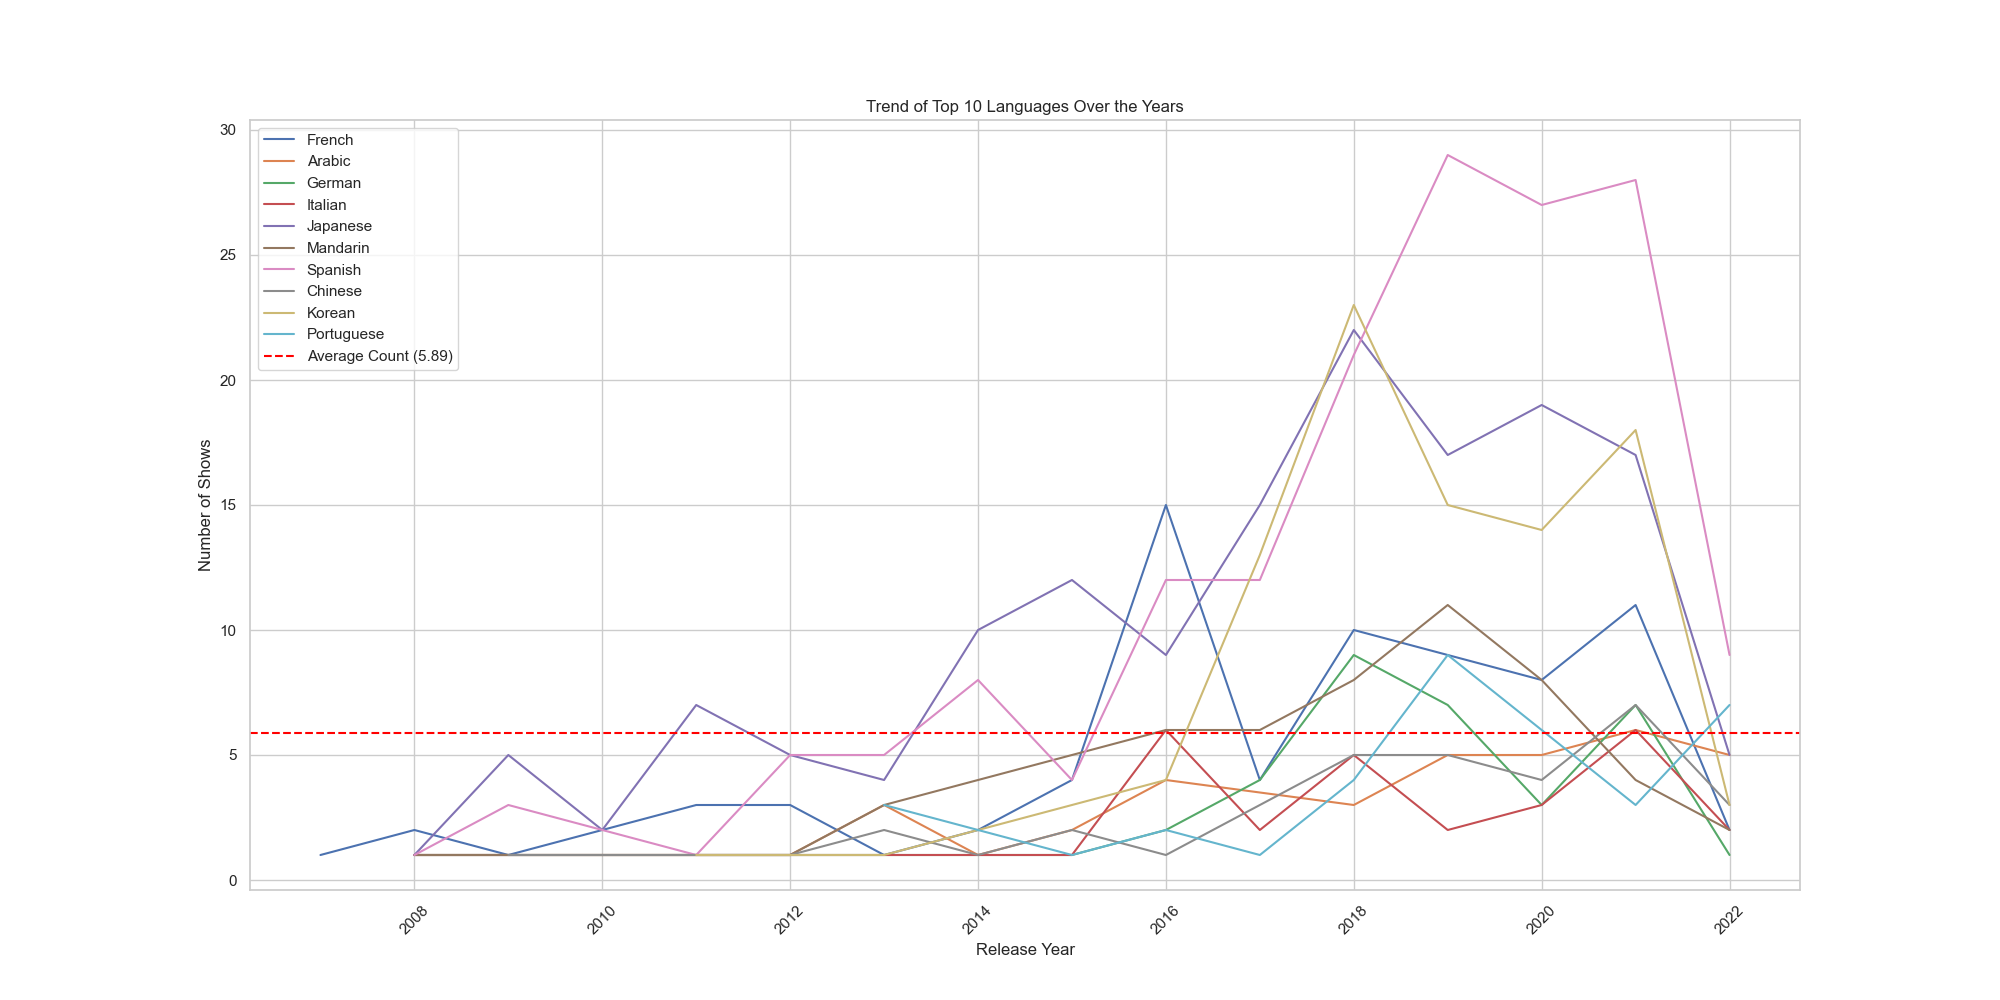 Trend of Top 10 Languages Over the Years
French
Arabic
German
Italian
Japanese
Mandarin
Spanish
Chinese
Korean
Portuguese
Average Count (5.89)
Number of Shows
30
25
20
15
10
5
0
2008
2010
2012
2014
2016
2018
2020
2022
Release Year